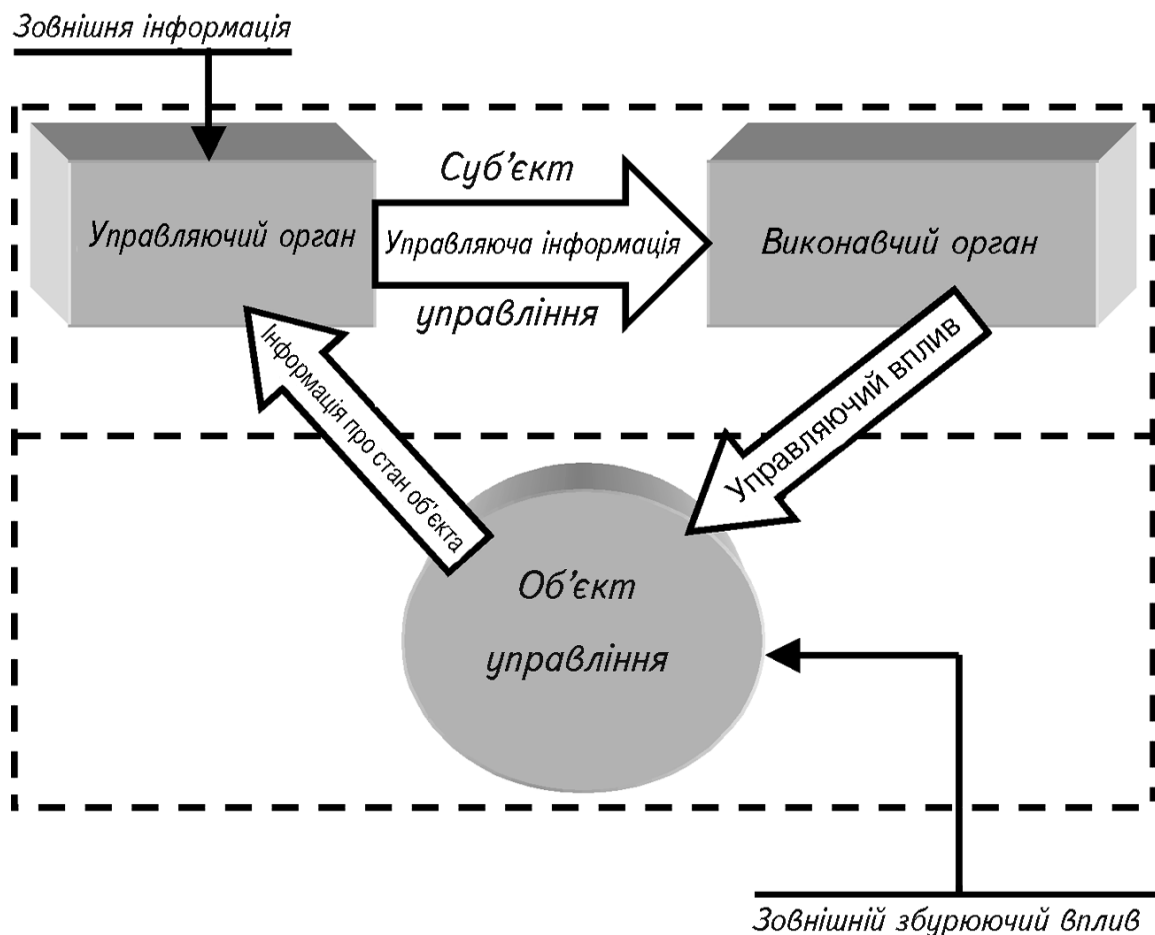 Зовнішня інформація
Суб’єкт
Управляючий орган
Управляюча інформація
Виконавчий орган
управління
Інформація про стан об’єкта
Управляючий вплив
Об’єкт
управління
Зовнішній збурюючий вплив